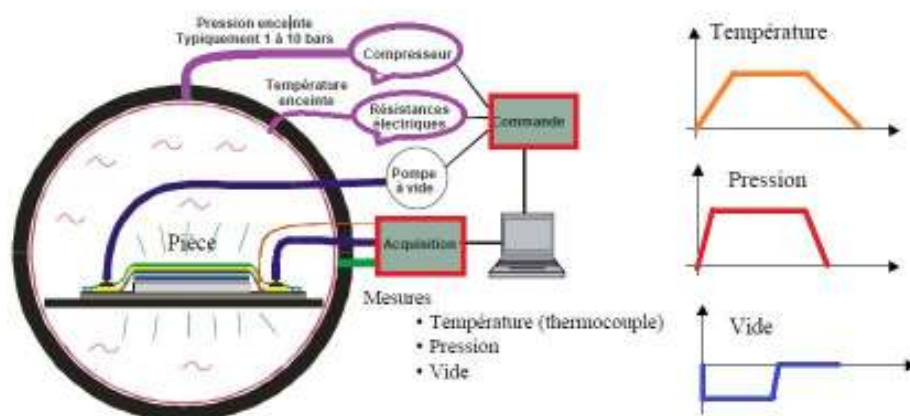 Pression enceinte
Typiquement 1 à 10 bars
Compresseur
Température
enceinte
Résistances
électriques
Commande
Pompe
à vide
Pièce
Acquisition
Mesures
• Température (thermocouple)
• Pression
• Vide
Température
Pression
Vide